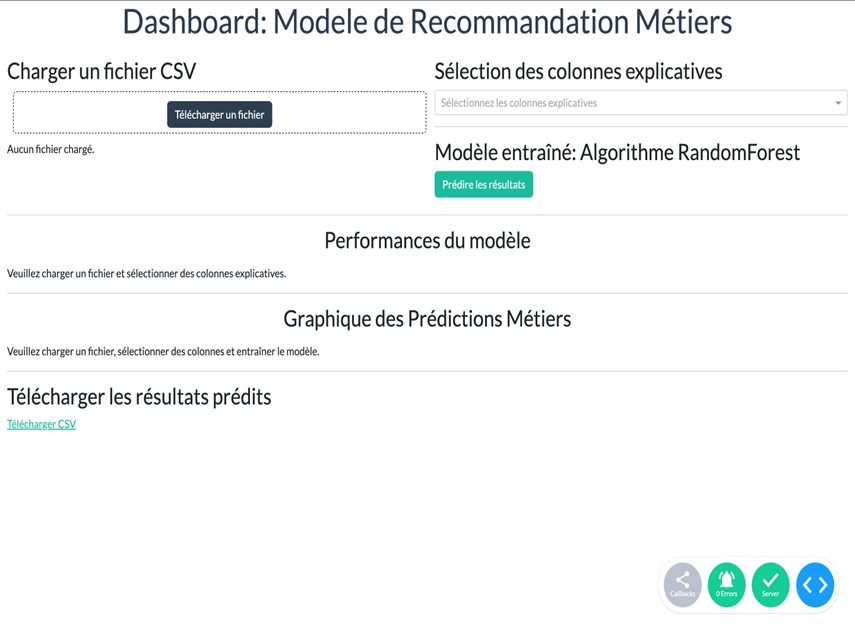 Dashboard: Modele de Recommandation Métiers
Charger un fichier CSV
Télécharger un fichier
Aucun fichier chargé.
Sélection des colonnes explicatives
Sélectionnez les colonnes explicatives
Modèle entraîné: Algorithme RandomForest
Prédire les résultats
Performances du modèle
Veuillez charger un fichier et sélectionner des colonnes explicatives.
Graphique des Prédictions Métiers
Veuillez charger un fichier, sélectionner des colonnes et entraîner le modèle.
Télécharger les résultats prédits
Télécharger CSV
Callbacks
0 Errors
Server